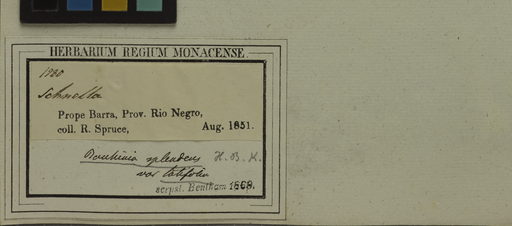 HERBARIUM REGIUM MONACENSE.
1920
Schnella
Prope Barra, Prov. Rio Negro,
coll. R. Spruce, Aug. 1851.
Bauhinia splendens H. B. K.
var latifolia
scripsit Bentham 1869.